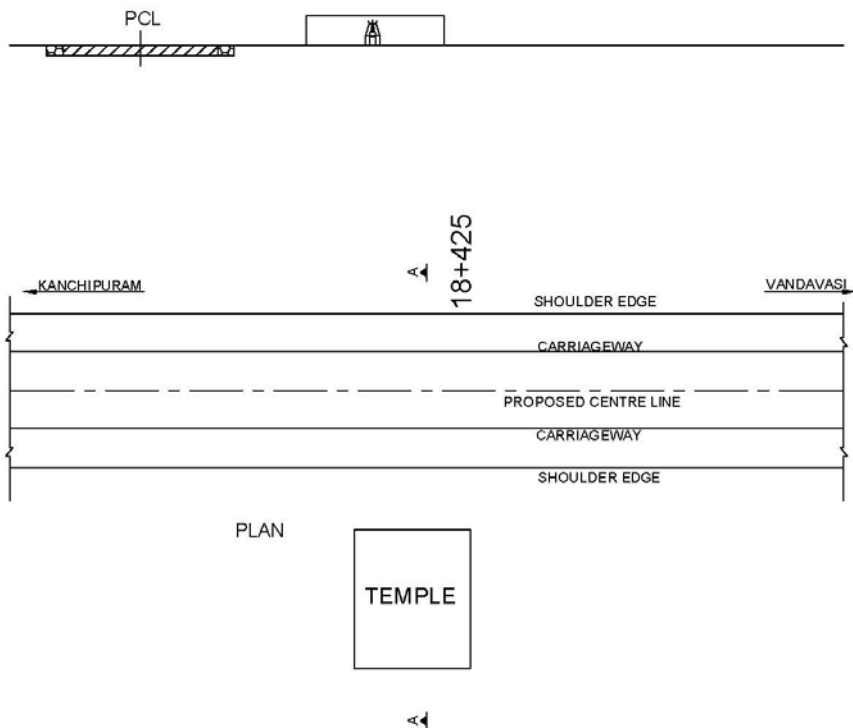 PCL
A
18+425
KANCHIPURAM
VANDAVASI
SHOULDER EDGE
CARRIAGEWAY
PROPOSED CENTRE LINE
CARRIAGEWAY
SHOULDER EDGE
PLAN
TEMPLE
A